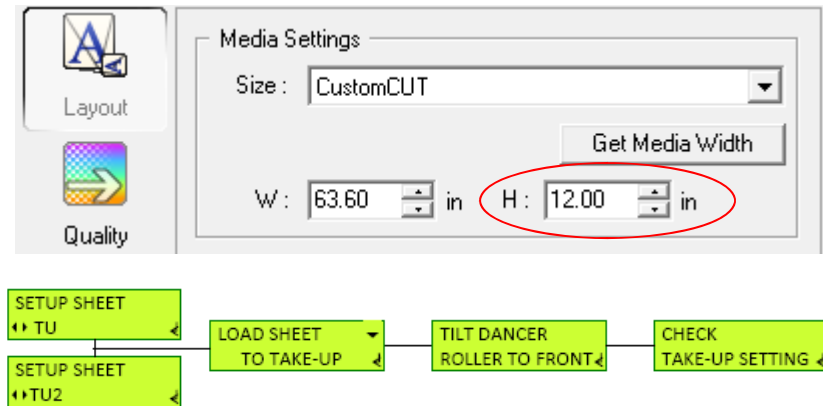 Media Settings
Layout
Size : CustomCUT
Get Media Width
W : 63.60 in H : 12.00 in
Quality
SETUP SHEET
TU
SETUP SHEET
TU2
LOAD SHEET
TO TAKE-UP
TILT DANCER
ROLLER TO FRONT
CHECK
TAKE-UP SETTING